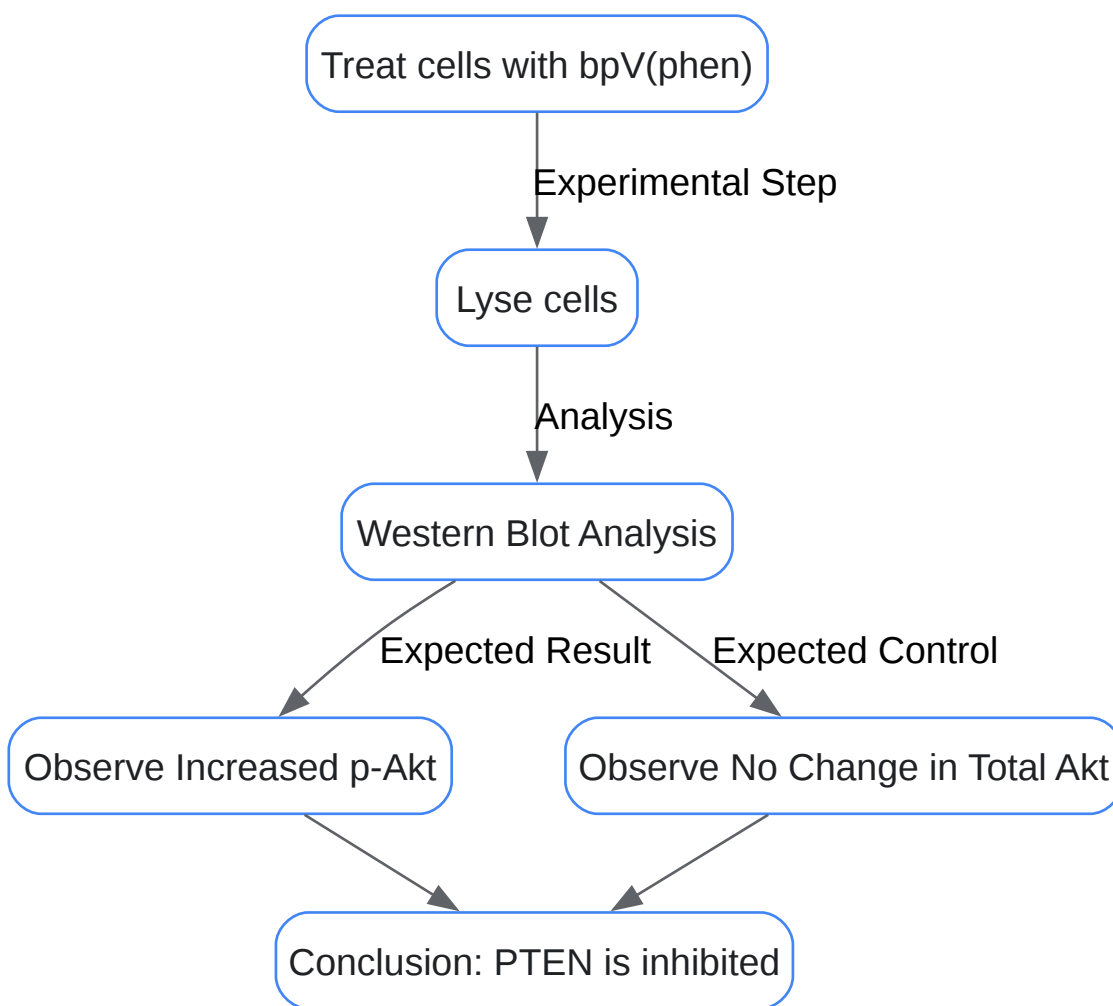 Treat cells with bpV(phen)
Experimental Step
Lyse cells
Analysis
Western Blot Analysis
Expected Result
Expected Control
Observe Increased p-Akt
Observe No Change in Total Akt
Conclusion: PTEN is inhibited